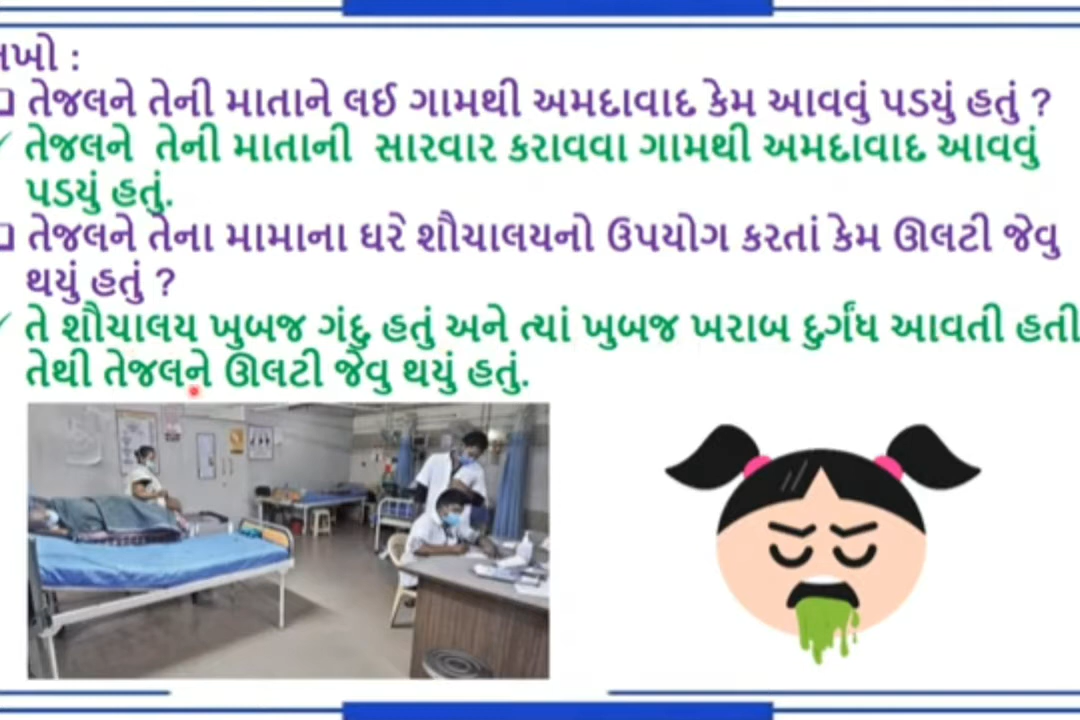 લખો :
❑ તેજલને તેની માતાને લઈ ગામથી અમદાવાદ કેમ આવવું પડયું હતું ?
✓ તેજલને તેની માતાની સારવાર કરાવવા ગામથી અમદાવાદ આવવું
પડયું હતું.
❑ તેજલને તેના મામાના ઘરે શૌચાલયનો ઉપયોગ કરતાં કેમ ઊલટી જેવુ
થયું હતું ?
✓ તે શૌચાલય ખુબજ ગંદુ હતું અને ત્યાં ખુબજ ખરાબ દુર્ગંધ આવતી હતી
તેથી તેજલને ઊલટી જેવુ થયું હતું.